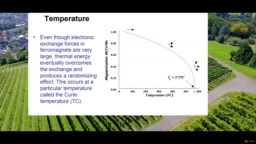 Temperature
• Even though electronic
exchange forces in
ferromagnets are very
large, thermal energy
eventually overcomes
the exchange and
produces a randomizing
effect. This occurs at a
particular temperature
called the Curie
temperature (TC).
Temperature (°C)